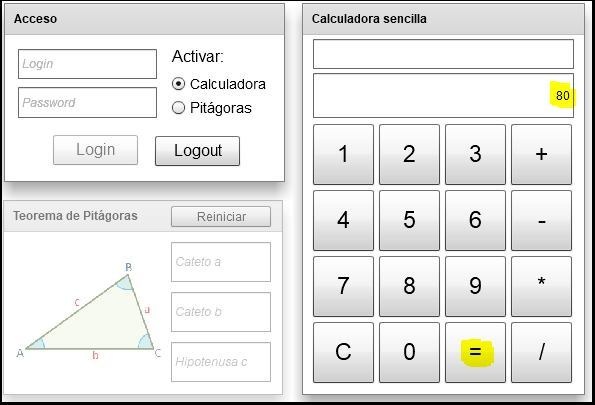 Acceso
Login
Password
Activar:
Calculadora
Pitágoras
Login
Logout
Teorema de Pitágoras
Reiniciar
B
c
a
A
b
C
Cateto a
Cateto b
Hipotenusa c
Calculadora sencilla
80
1 2 3 +
4 5 6 -
7 8 9 *
C 0 = /